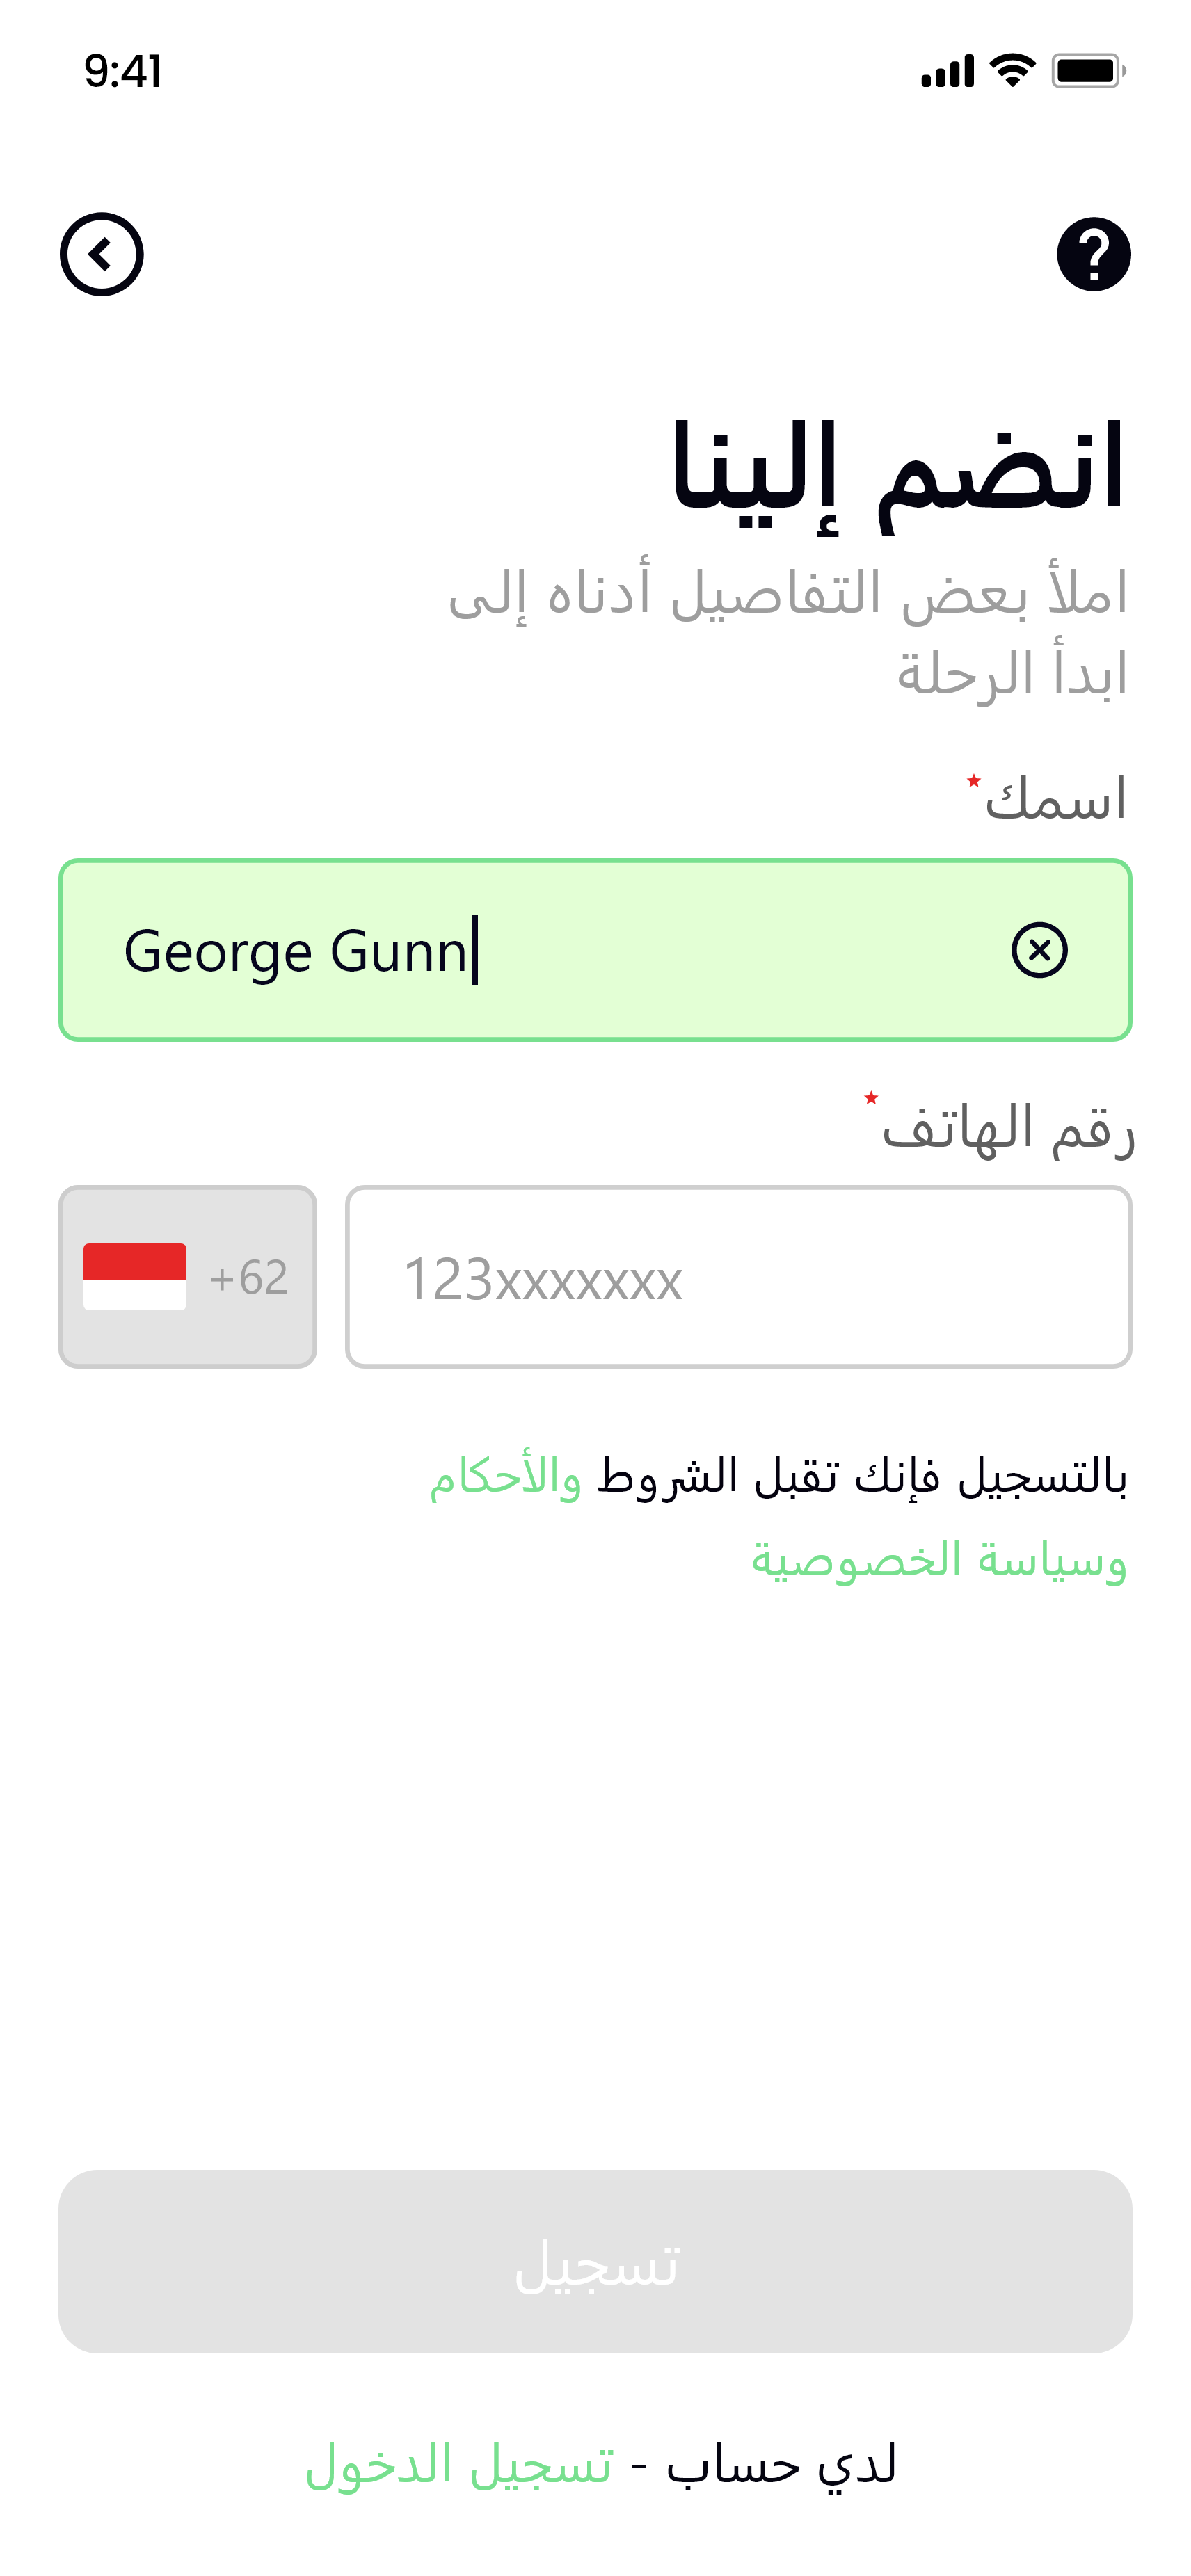 9:41
انضم إلينا
املأ بعض التفاصيل أدناه إلى
ابدأ الرحلة
اسمك*
George Gunn
رقم الهاتف*
+62
123xxxxxxx
بالتسجيل فإنك تقبل الشروط والأحكام
وسياسة الخصوصية
تسجيل
لدي حساب - تسجيل الدخول